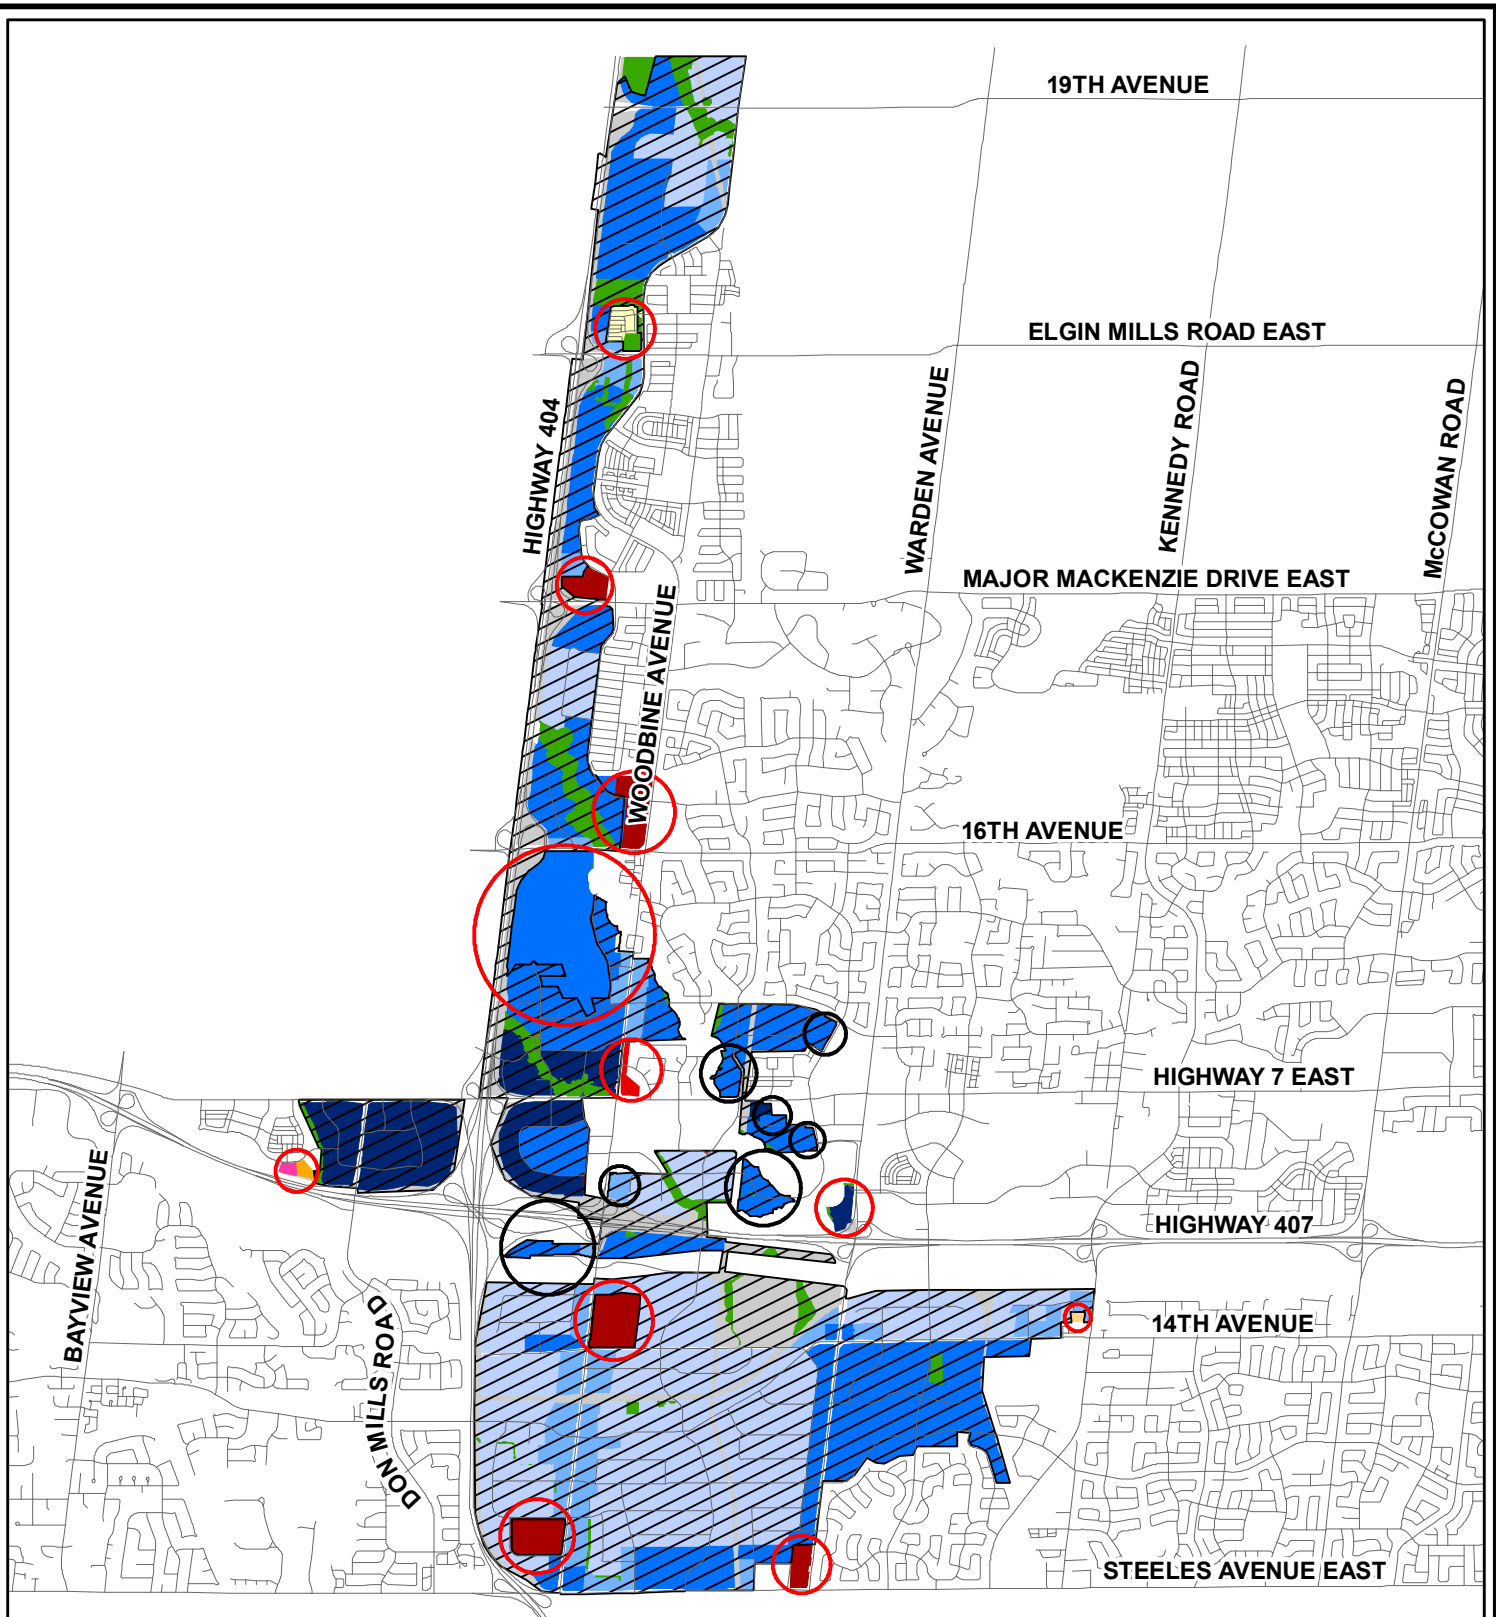 19TH AVENUE
ELGIN MILLS ROAD EAST
HIGHWAY 404
WARDEN AVENUE
KENNEDY ROAD
McCOWAN ROAD
MAJOR MACKENZIE DRIVE EAST
WOODBINE AVENUE
16TH AVENUE
HIGHWAY 7 EAST
BAYVIEW AVENUE
HIGHWAY 407
DON MILLS ROAD
14TH AVENUE
STEELES AVENUE EAST